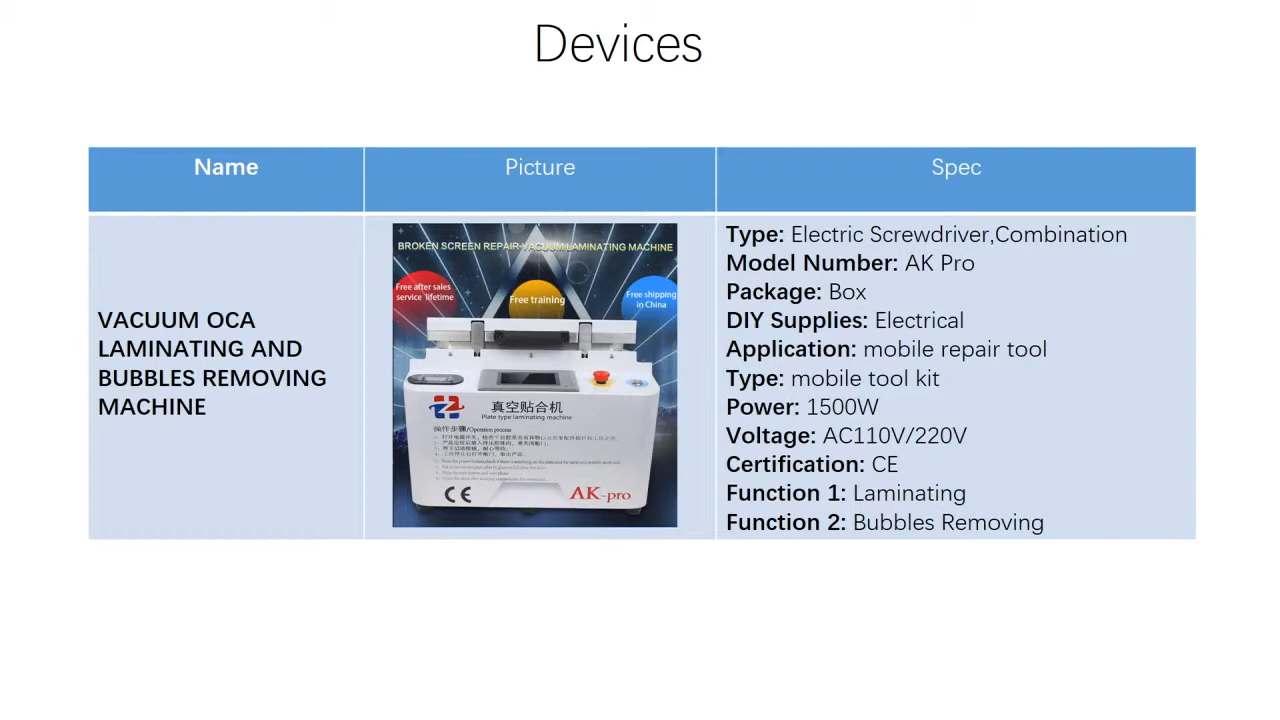 Devices
Name
Picture
Spec
VACUUM OCA
LAMINATING AND
BUBBLES REMOVING
MACHINE
BROKEN SCREEN REPAIR VACUUM LAMINATING MACHINE
Free after sales
service lifetime
Free training
Free shipping
in China
真空贴合机
Plate type laminating machine
操作步骤/Operation process
CE
AK-pro
Type: Electric Screwdriver,Combination
Model Number: AK Pro
Package: Box
DIY Supplies: Electrical
Application: mobile repair tool
Type: mobile tool kit
Power: 1500W
Voltage: AC110V/220V
Certification: CE
Function 1: Laminating
Function 2: Bubbles Removing